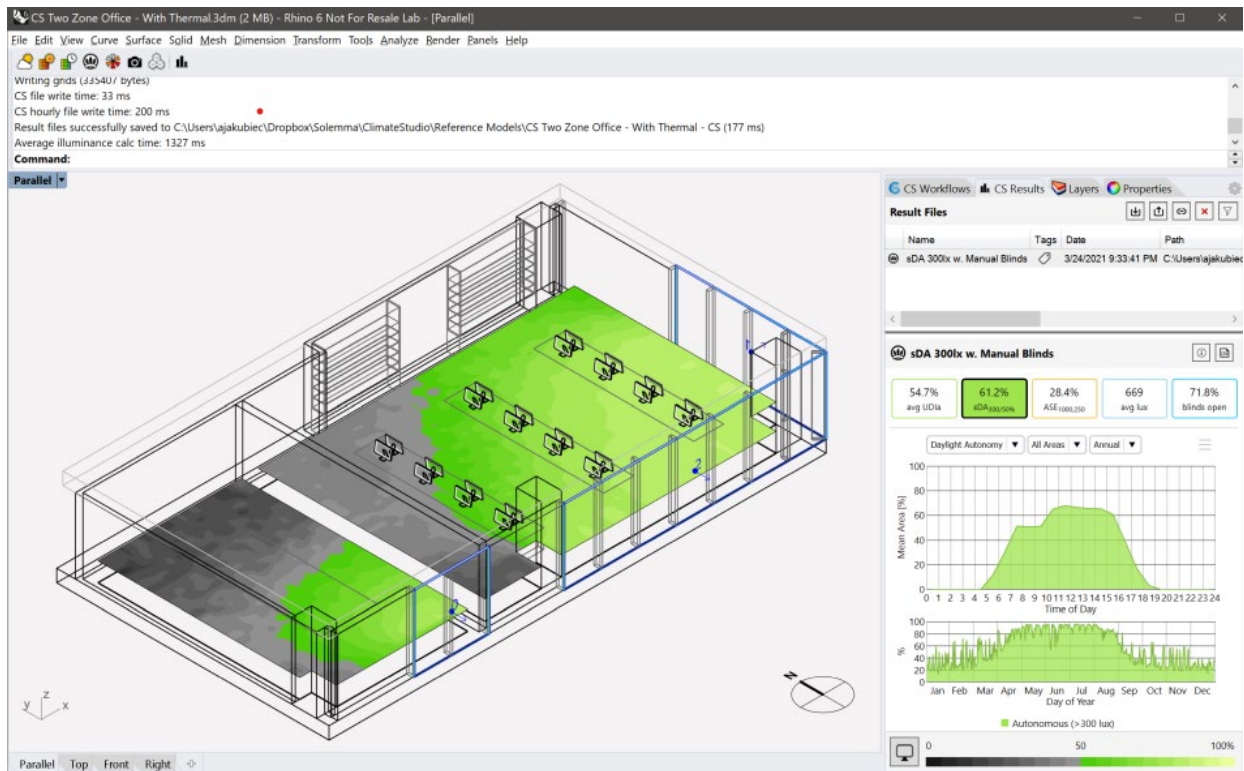 CS Two Zone Office - With Thermal.3dm (2 MB) - Rhino 6 Not For Resale Lab - [Parallel]
File Edit View Curve Surface Solid Mesh Dimension Transform Tools Analyze Render Panels Help
Writing grids (335407 bytes)
CS file write time: 33 ms
CS hourly file write time: 200 ms
Result files successfully saved to C:\Users\ajakubiec\Dropbox\Solemma\ClimateStudio\Reference Models\CS Two Zone Office - With Thermal - CS (177 ms)
Average illuminance calc time: 1327 ms
Command:
Parallel
CS Workflows CS Results Layers Properties
Result Files
Name Tags Date Path
sDA 300lx w. Manual Blinds 3/24/2021 9:33:41 PM C:\Users\ajakubiec
sDA 300lx w. Manual Blinds
54.7% 61.2% 28.4% 669 71.8%
avg UDIa sDA300/50% ASE1000,250 avg lux blinds open
Daylight Autonomy All Areas Annual
100
80
60
40
20
0
Mean Area [%]
0 1 2 3 4 5 6 7 8 9 10 11 12 13 14 15 16 17 18 19 20 21 22 23 24
Time of Day
100
80
60
40
20
0
%
Jan Feb Mar Apr May Jun Jul Aug Sep Oct Nov Dec
Day of Year
Autonomous (>300 lux)
0 50 100%
N
z
y x
2
2
Parallel Top Front Right